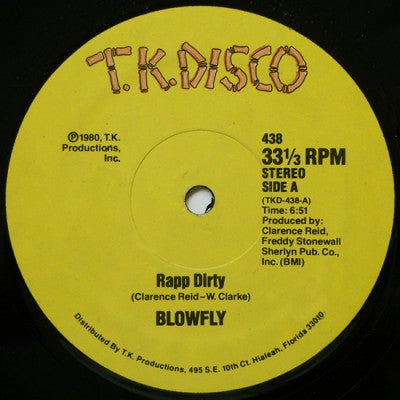 T.K.DISCO
℗1980, T.K.
Productions,
Inc.
438
33⅓ RPM
STEREO
SIDE A
(TKD-438-A)
Time: 6:51
Produced by:
Clarence Reid,
Freddy Stonewall
Sherlyn Pub. Co.,
Inc. (BMI)
Rapp Dirty
(Clarence Reid–W. Clarke)
BLOWFLY
Distributed By T.K. Productions, 495 S.E. 10th Ct. Hialeah, Florida 33010